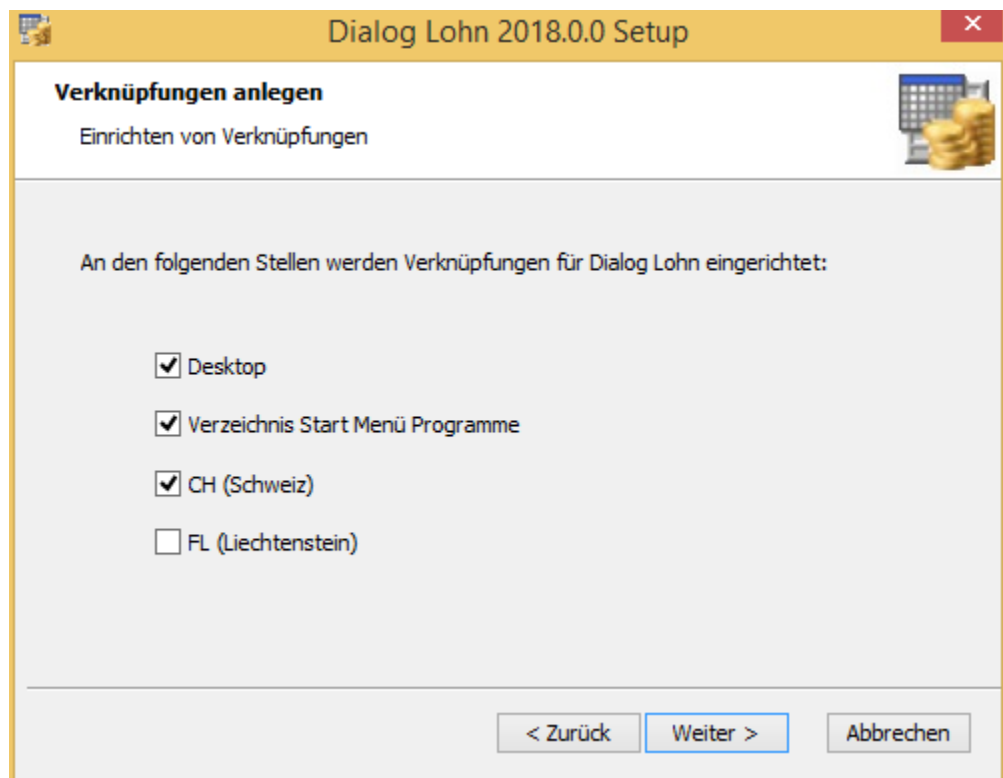 Dialog Lohn 2018.0.0 Setup
Verknüpfungen anlegen
Einrichten von Verknüpfungen
An den folgenden Stellen werden Verknüpfungen für Dialog Lohn eingerichtet:
Desktop
Verzeichnis Start Menü Programme
CH (Schweiz)
FL (Liechtenstein)
< Zurück Weiter > Abbrechen